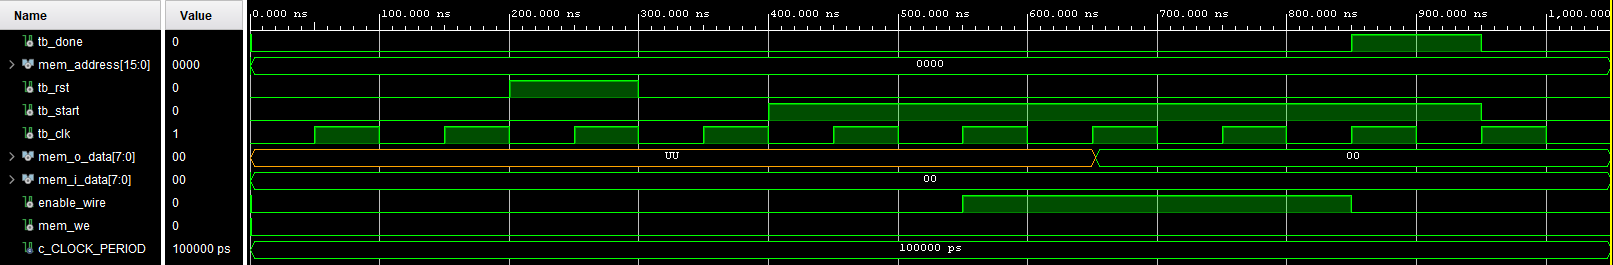 Name Value 0.000 ns 100.000 ns 200.000 ns 300.000 ns 400.000 ns 500.000 ns 600.000 ns 700.000 ns 800.000 ns 900.000 ns 1,000.000
tb_done 0
mem_address[15:0] 0000 0000
tb_rst 0
tb_start 0
tb_clk 1
mem_o_data[7:0] 00 UU 00
mem_i_data[7:0] 00 00
enable_wire 0
mem_we 0
c_CLOCK_PERIOD 100000 ps 100000 ps